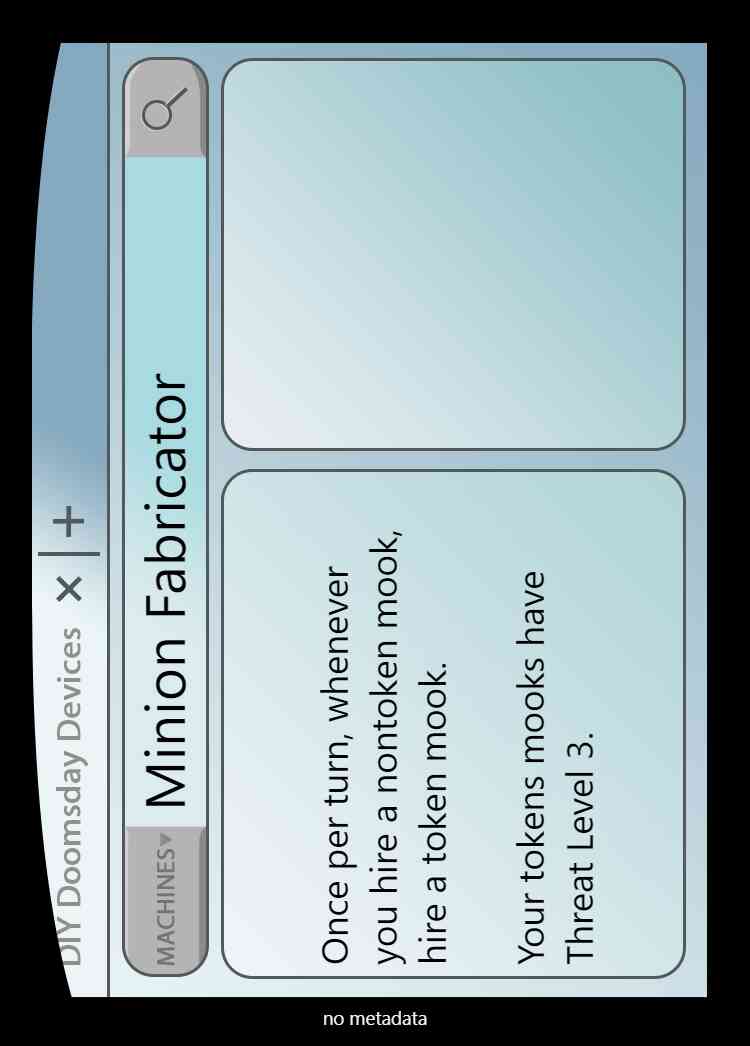 DIY Doomsday Devices × | +
MACHINES▾ Minion Fabricator
Once per turn, whenever
you hire a nontoken mook,
hire a token mook.
Your tokens mooks have
Threat Level 3.
no metadata